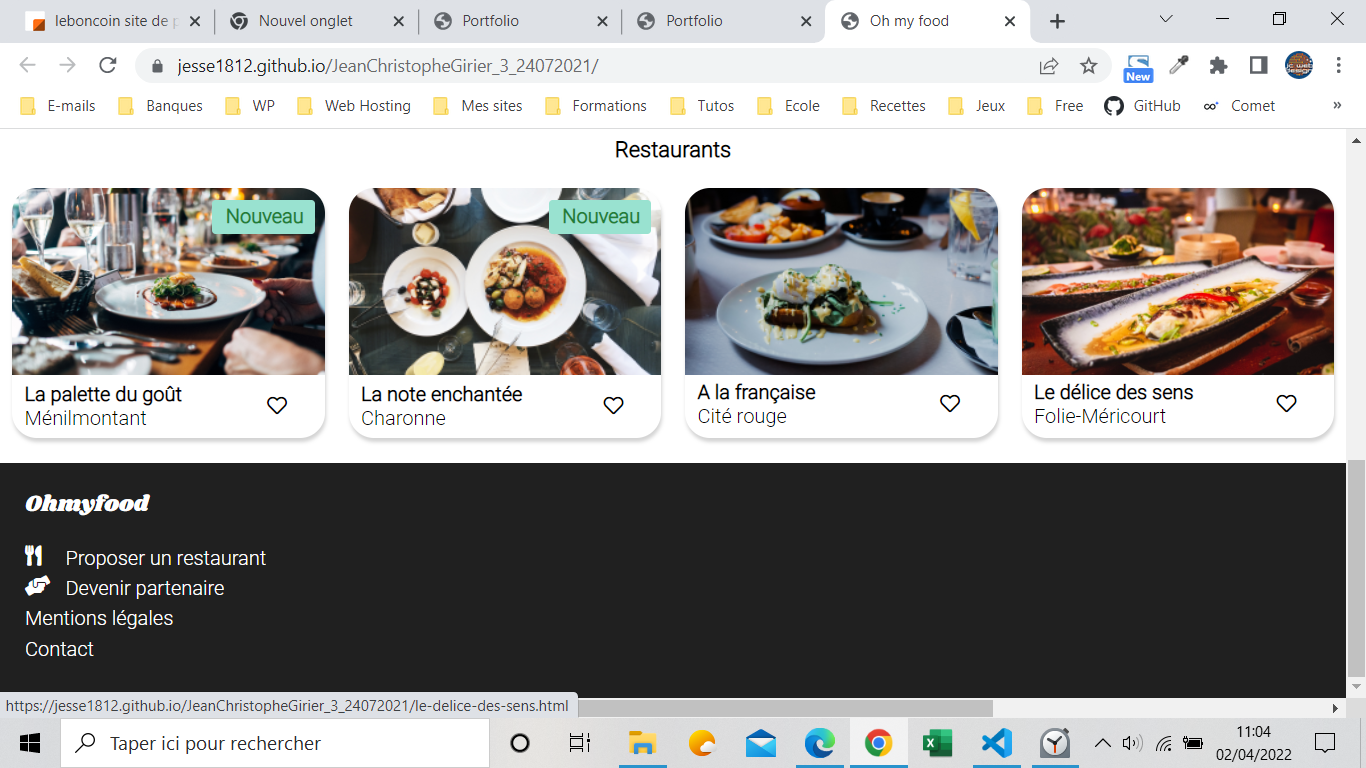 leboncoin site de p
Nouvel onglet
Portfolio
Portfolio
Oh my food
jesse1812.github.io/JeanChristopheGirier_3_24072021/
New
E-mails
Banques
WP
Web Hosting
Mes sites
Formations
Tutos
Ecole
Recettes
Jeux
Free
GitHub
Comet
»
Restaurants
Nouveau
Nouveau
La palette du goût
Ménilmontant
La note enchantée
Charonne
A la française
Cité rouge
Le délice des sens
Folie-Méricourt
Ohmyfood
Proposer un restaurant
Devenir partenaire
Mentions légales
Contact
https://jesse1812.github.io/JeanChristopheGirier_3_24072021/le-delice-des-sens.html
Taper ici pour rechercher
11:04
02/04/2022